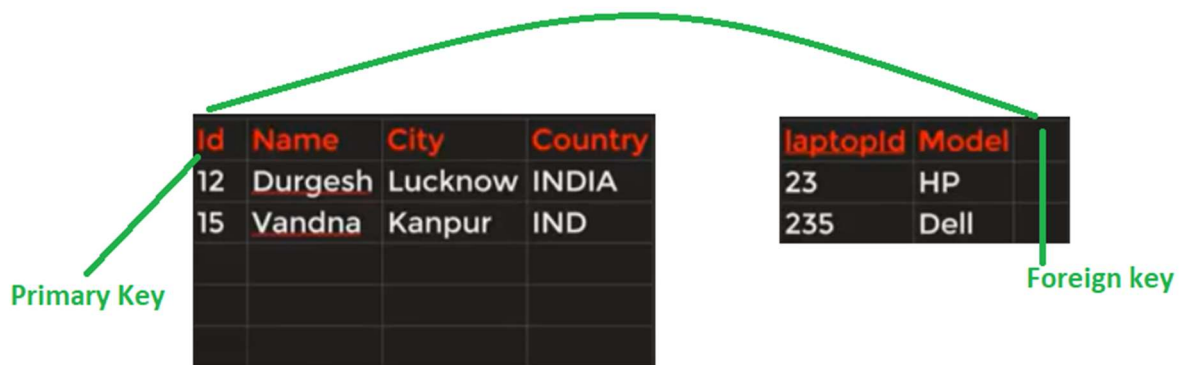 Id Name City Country
12 Durgesh Lucknow INDIA
15 Vandna Kanpur IND
laptopId Model
23 HP
235 Dell
Primary Key
Foreign key